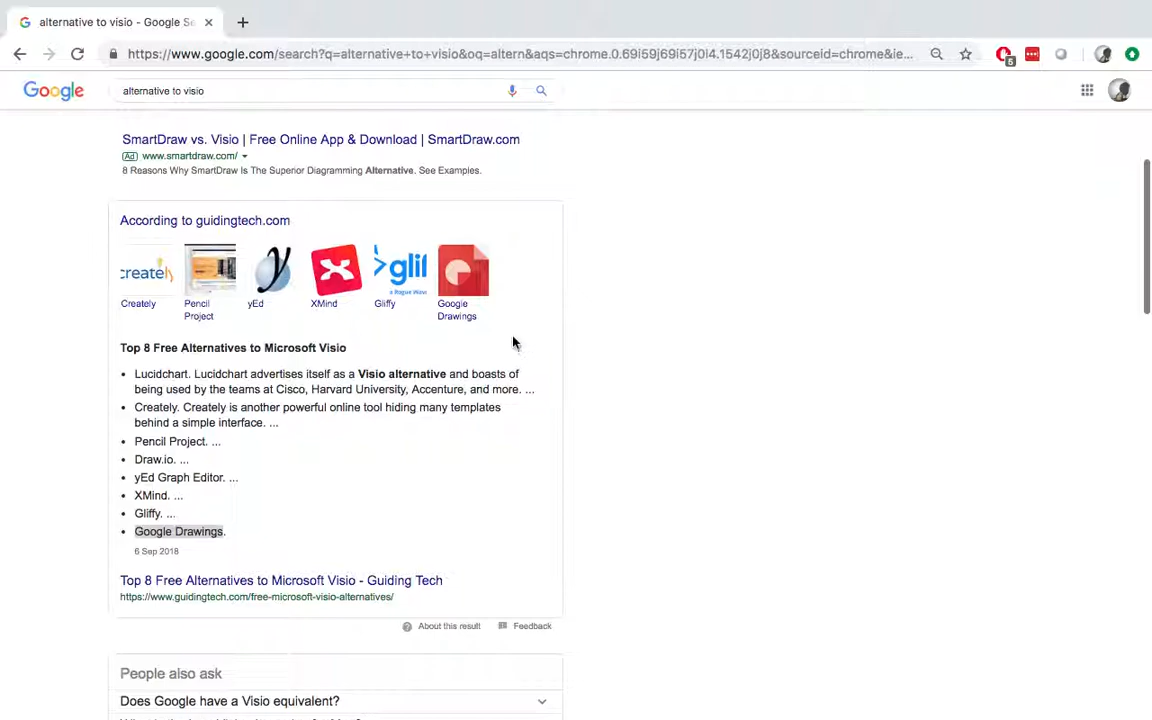 alternative to visio - Google Se
https://www.google.com/search?q=alternative+to+visio&oq=altern&aqs=chrome.0.69i59j69i57j0l4.1542j0j8&sourceid=chrome&ie...
5
Google
alternative to visio
SmartDraw vs. Visio | Free Online App & Download | SmartDraw.com
Ad www.smartdraw.com/
8 Reasons Why SmartDraw Is The Superior Diagramming Alternative. See Examples.
According to guidingtech.com
creately
y
glif
a Rogue Wave
Creately
Pencil Project
yEd
XMind
Gliffy
Google Drawings
Top 8 Free Alternatives to Microsoft Visio
• Lucidchart. Lucidchart advertises itself as a Visio alternative and boasts of
being used by the teams at Cisco, Harvard University, Accenture, and more. ...
• Creately. Creately is another powerful online tool hiding many templates
behind a simple interface. ...
• Pencil Project. ...
• Draw.io. ...
• yEd Graph Editor. ...
• XMind. ...
• Gliffy. ...
• Google Drawings.
6 Sep 2018
Top 8 Free Alternatives to Microsoft Visio - Guiding Tech
https://www.guidingtech.com/free-microsoft-visio-alternatives/
About this result
Feedback
People also ask
Does Google have a Visio equivalent?